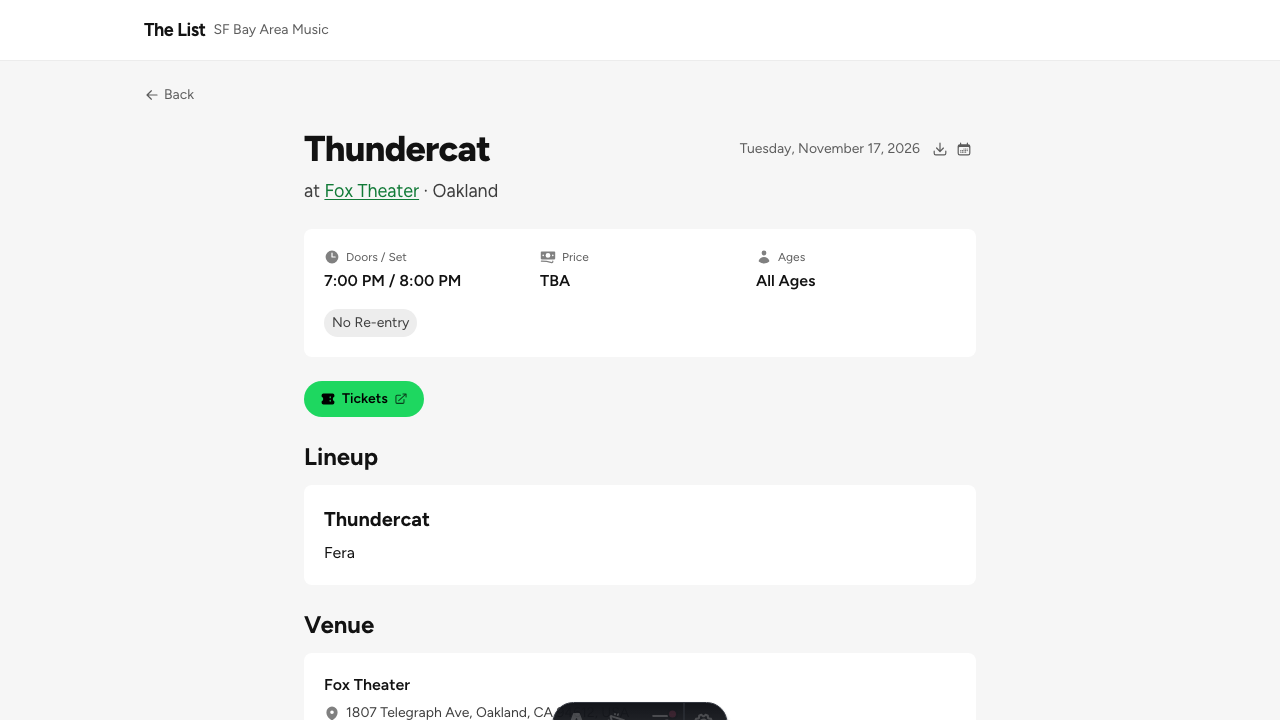 The List SF Bay Area Music
Back
Thundercat
Tuesday, November 17, 2026
at Fox Theater · Oakland
Doors / Set
7:00 PM / 8:00 PM
Price
TBA
Ages
All Ages
No Re-entry
Tickets
Lineup
Thundercat
Fera
Venue
Fox Theater
1807 Telegraph Ave, Oakland, CA